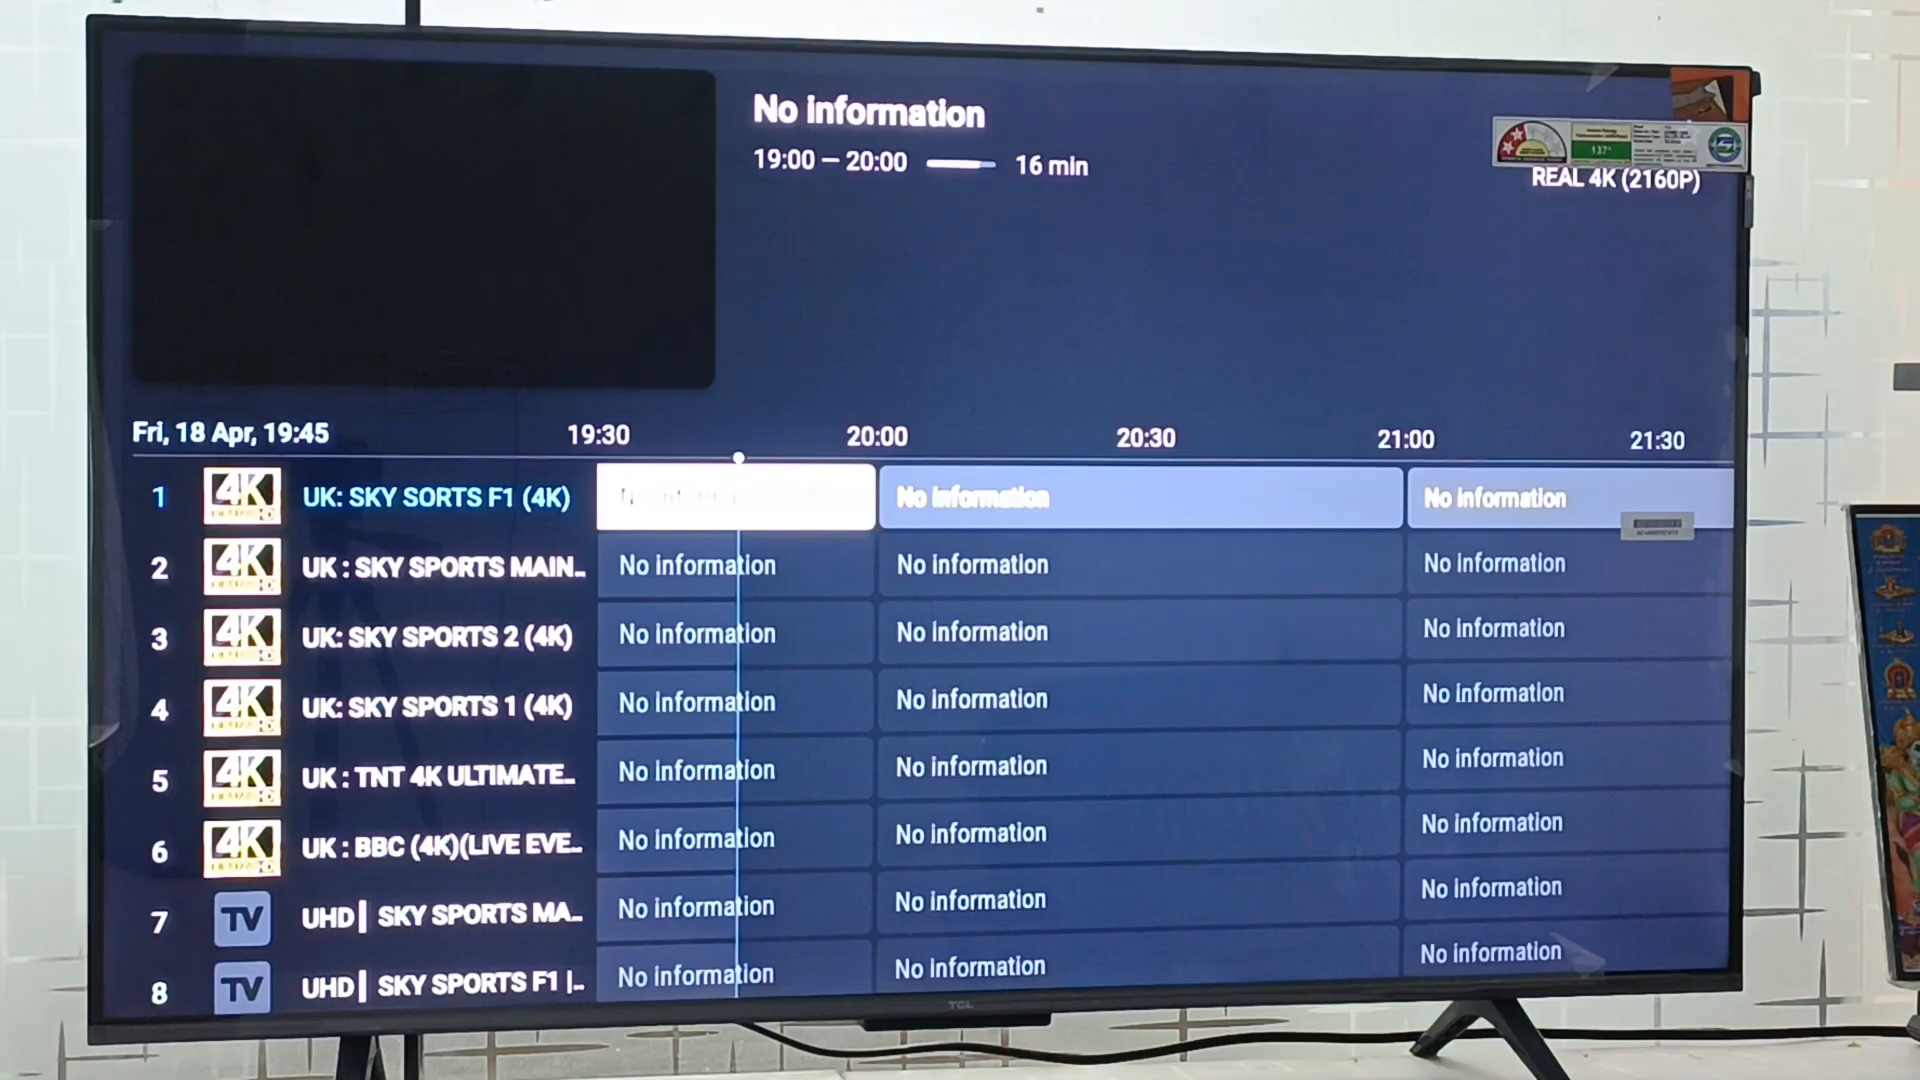 No information
19:00 — 20:00 16 min
137*
REAL 4K (2160P)
Fri, 18 Apr, 19:45 19:30 20:00 20:30 21:00 21:30
1 4K UK: SKY SORTS F1 (4K) No information No information
2 4K UK : SKY SPORTS MAIN... No information No information No information
3 4K UK: SKY SPORTS 2 (4K) No information No information No information
4 4K UK: SKY SPORTS 1 (4K) No information No information No information
5 4K UK : TNT 4K ULTIMATE... No information No information No information
6 4K UK : BBC (4K)(LIVE EVE... No information No information No information
7 TV UHD| SKY SPORTS MA... No information No information No information
8 TV UHD| SKY SPORTS F1 |... No information No information No information
TCL